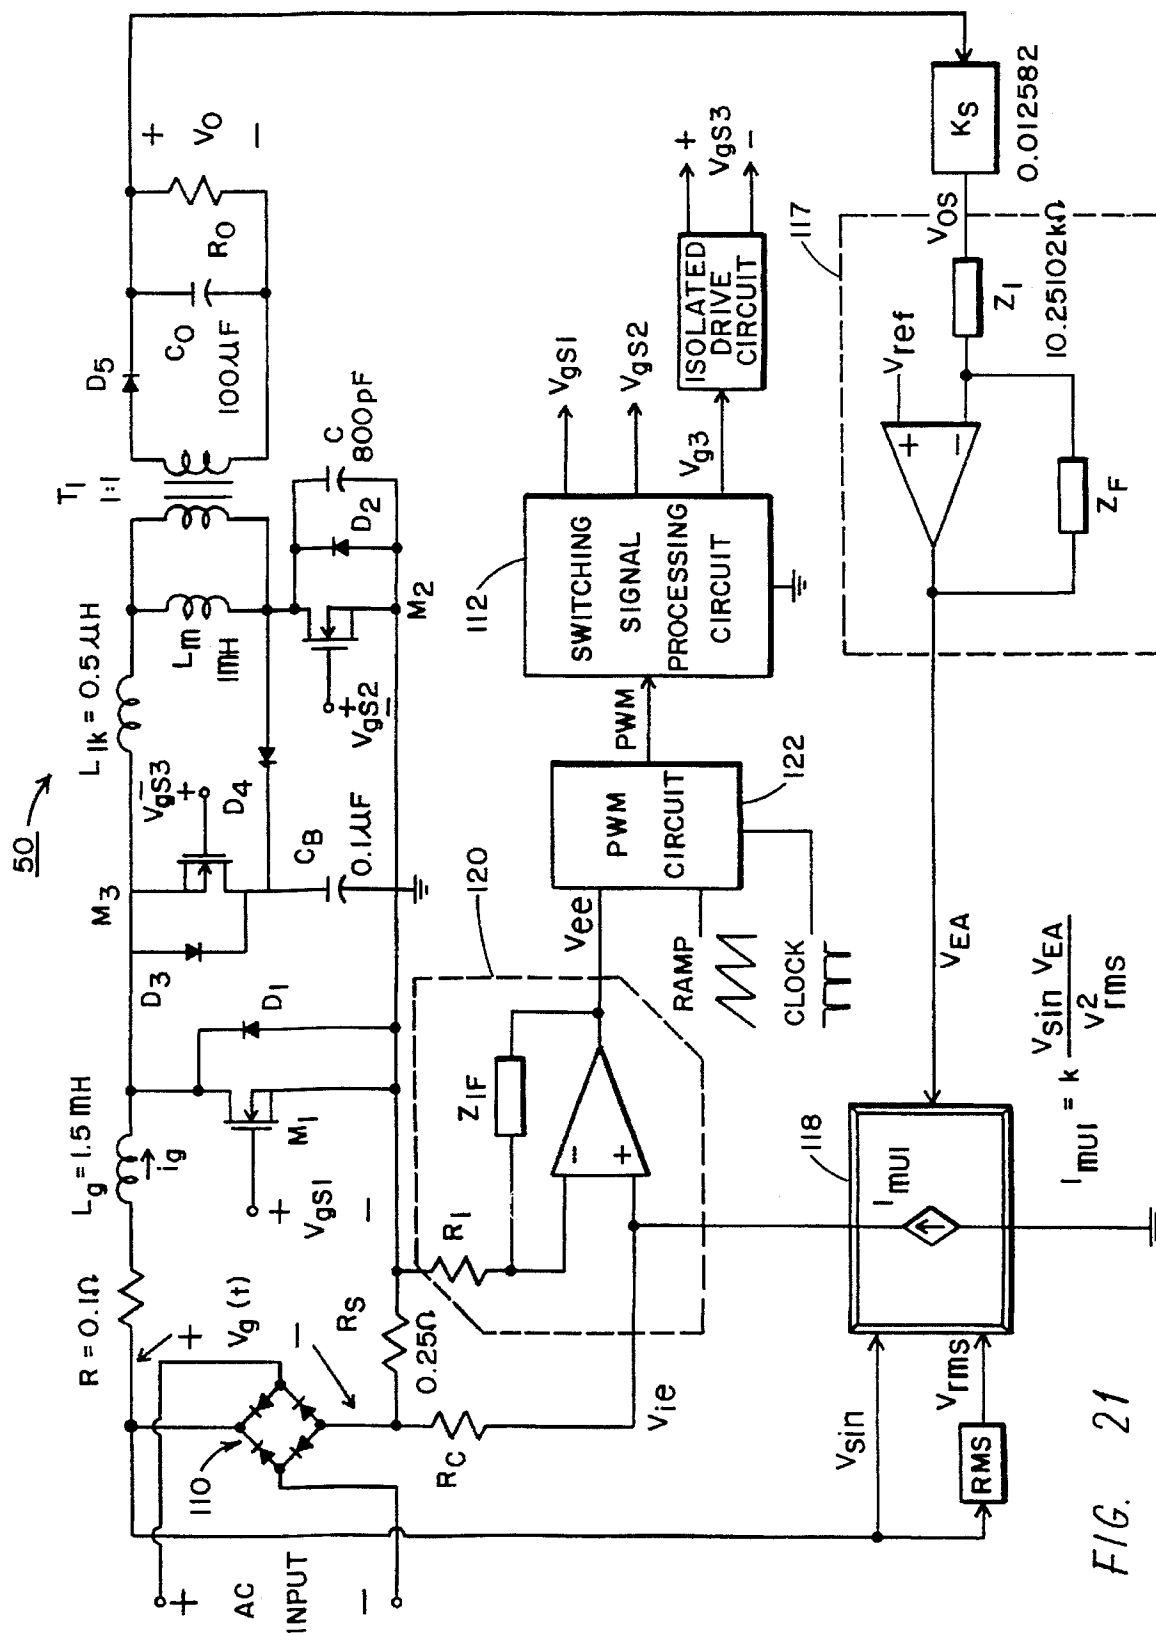 50
R = 0.1Ω
Lg = 1.5 mH
ig
M3
VgS3
- +
D3
D4
Llk = 0.5 µH
Lm
1mH
T1
1:1
D5
CO
100µF
RO
+
VO
-
AC
INPUT
+
-
110
+
Vg (t)
-
+
VgS1
-
M1
D1
CB
0.1µF
+
VgS2
-
M2
D2
C
800pF
RS
0.25Ω
RC
R1
Z1F
-
+
120
Vie
Vee
RAMP
CLOCK
PWM
CIRCUIT
122
PWM
112
SWITCHING
SIGNAL
PROCESSING
CIRCUIT
VgS1
VgS2
Vg3
ISOLATED
DRIVE
CIRCUIT
+
VgS3
-
KS
0.012582
117
VOS
Z1
10.25102kΩ
Vref
+
-
ZF
VEA
Vsin
Vrms
RMS
118
Imul
Imul = k Vsin VEA
V²rms
FIG. 21